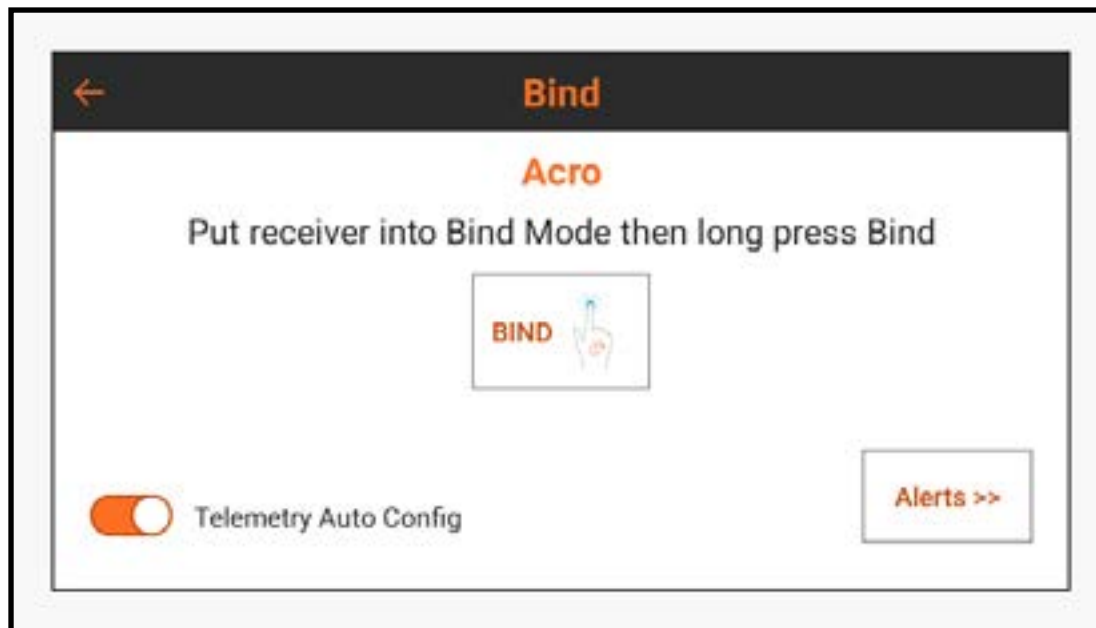 Bind
Acro
Put receiver into Bind Mode then long press Bind
BIND
Telemetry Auto Config
Alerts >>